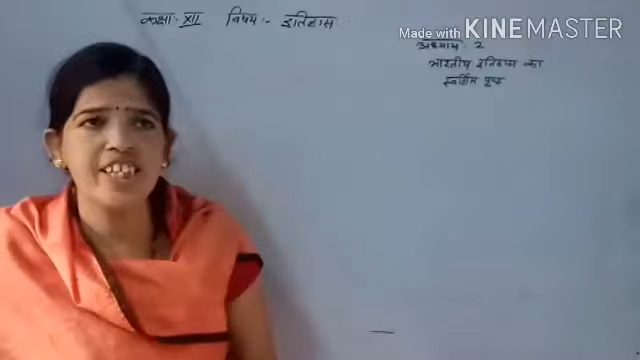 कक्षा:- XII विषय:- इतिहास
Made with KINEMASTER
अध्याय : 2
भारतीय इतिहास का
स्वर्णिम पृष्ठ